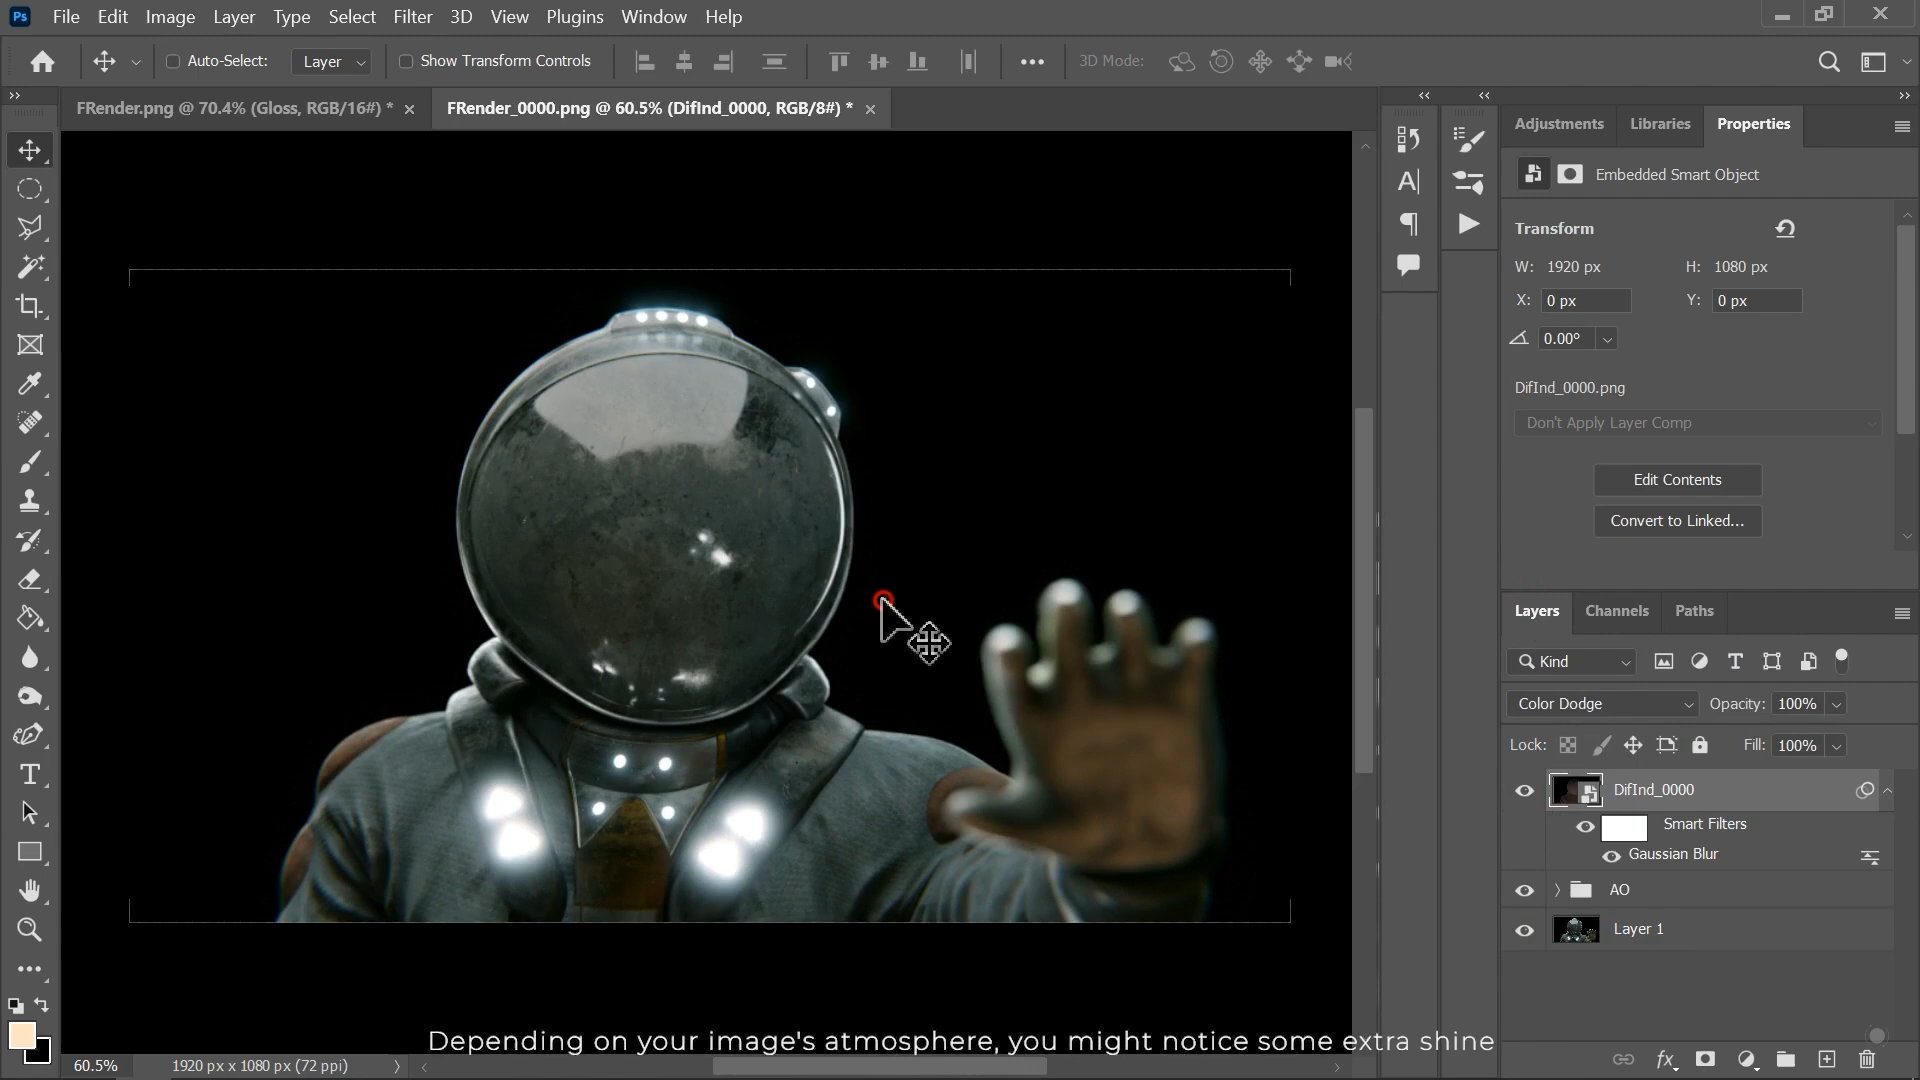 Ps File Edit Image Layer Type Select Filter 3D View Plugins Window Help
Auto-Select: Layer Show Transform Controls 3D Mode:
FRender.png @ 70.4% (Gloss, RGB/16#) * FRender_0000.png @ 60.5% (DifInd_0000, RGB/8#) *
Adjustments Libraries Properties
Embedded Smart Object
Transform
W: 1920 px H: 1080 px
X: 0 px Y: 0 px
0.00°
DifInd_0000.png
Don't Apply Layer Comp
Edit Contents
Convert to Linked...
Layers Channels Paths
Kind
Color Dodge Opacity: 100%
Lock: Fill: 100%
DifInd_0000
Smart Filters
Gaussian Blur
AO
Layer 1
Depending on your image's atmosphere, you might notice some extra shine
60.5% 1920 px x 1080 px (72 ppi)
fx